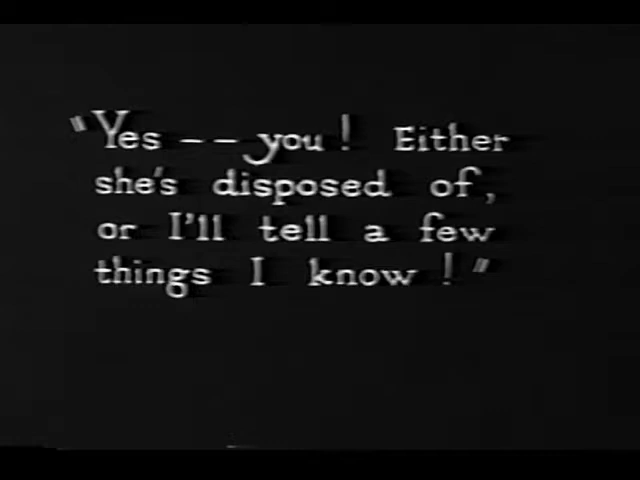 "Yes -- you! Either
she's disposed of,
or I'll tell a few
things I know!"